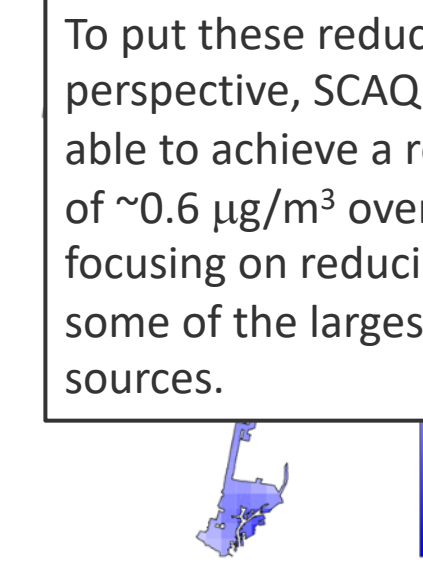 To put these reduc
perspective, SCAQ
able to achieve a re
of ~0.6 μg/m³ over
focusing on reduci
some of the larges
sources.